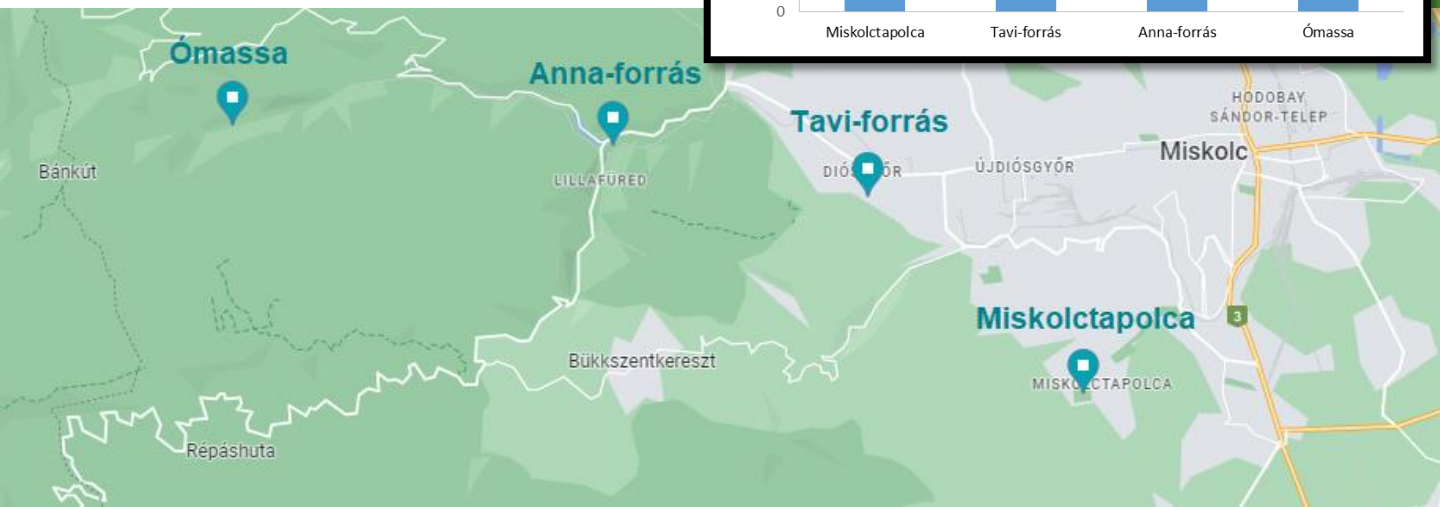 0
Miskolctapolca Tavi-forrás Anna-forrás Ómassa
Ómassa
Anna-forrás
Tavi-forrás
HODOBAY
SÁNDOR-TELEP
Miskolc
Bánkút
LILLAFÜRED
ÚJDIÓSGYŐR
Miskolctapolca
3
Bükkszentkereszt
Répáshuta